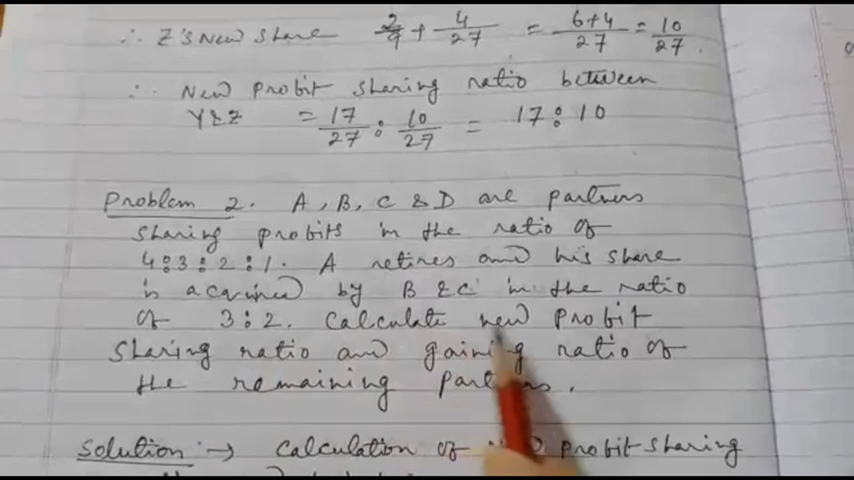 ∴ Z's New Share 2/9 + 4/27 = 6+4/27 = 10/27.
∴ New Profit sharing ratio between
Y & Z = 17/27 : 10/27 = 17:10
Problem 2. A, B, C & D are partners
sharing profits in the ratio of
4:3:2:1. A retires and his share
is acquired by B & C in the ratio
of 3:2. Calculate new profit
sharing ratio and gaining ratio of
the remaining partners.
Solution :→ Calculation of profit sharing